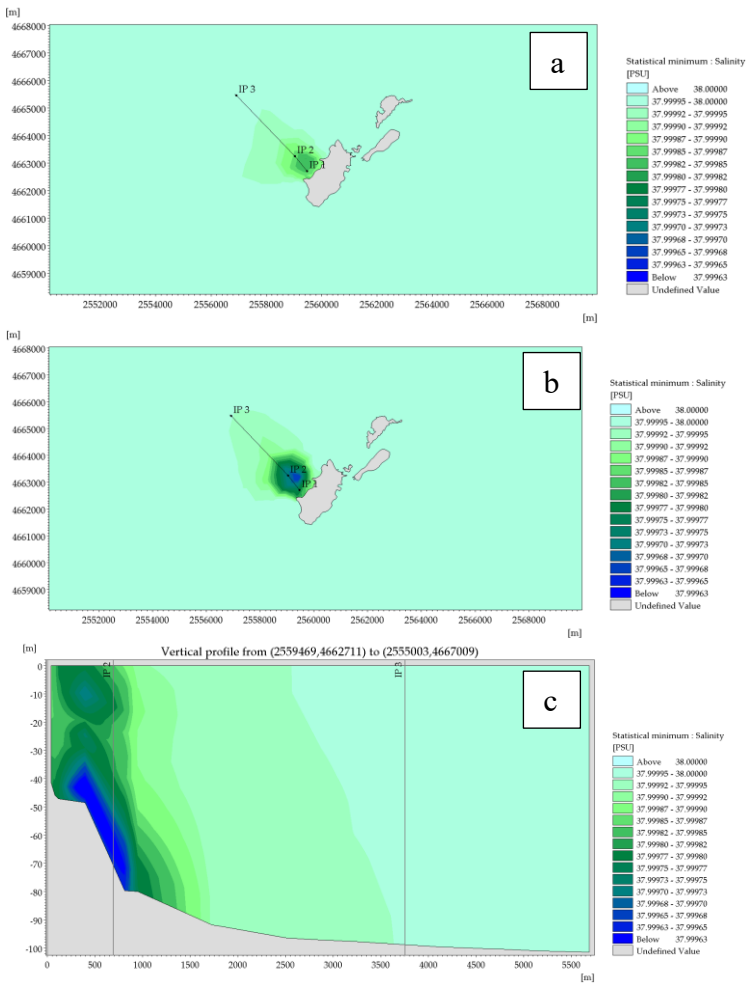 [m]
4668000
4667000
4666000
4665000
4664000
4663000
4662000
4661000
4660000
4659000
IP 3
IP 2
IP 1
a
2552000 2554000 2556000 2558000 2560000 2562000 2564000 2566000 2568000
[m]
Statistical minimum : Salinity
[PSU]
Above 38.00000
37.99995 - 38.00000
37.99992 - 37.99995
37.99990 - 37.99992
37.99987 - 37.99990
37.99985 - 37.99987
37.99982 - 37.99985
37.99980 - 37.99982
37.99977 - 37.99980
37.99975 - 37.99977
37.99973 - 37.99975
37.99970 - 37.99973
37.99968 - 37.99970
37.99965 - 37.99968
37.99963 - 37.99965
Below 37.99963
Undefined Value
[m]
4668000
4667000
4666000
4665000
4664000
4663000
4662000
4661000
4660000
4659000
IP 3
IP 2
IP 1
b
2552000 2554000 2556000 2558000 2560000 2562000 2564000 2566000 2568000
[m]
Statistical minimum : Salinity
[PSU]
Above 38.00000
37.99995 - 38.00000
37.99992 - 37.99995
37.99990 - 37.99992
37.99987 - 37.99990
37.99985 - 37.99987
37.99982 - 37.99985
37.99980 - 37.99982
37.99977 - 37.99980
37.99975 - 37.99977
37.99973 - 37.99975
37.99970 - 37.99973
37.99968 - 37.99970
37.99965 - 37.99968
37.99963 - 37.99965
Below 37.99963
Undefined Value
[m]
Vertical profile from (2559469,4662711) to (2555003,4667009)
0
-10
-20
-30
-40
-50
-60
-70
-80
-90
-100
IP 2
IP 3
c
0 500 1000 1500 2000 2500 3000 3500 4000 4500 5000 5500
[m]
Statistical minimum : Salinity
[PSU]
Above 38.00000
37.99995 - 38.00000
37.99992 - 37.99995
37.99990 - 37.99992
37.99987 - 37.99990
37.99985 - 37.99987
37.99982 - 37.99985
37.99980 - 37.99982
37.99977 - 37.99980
37.99975 - 37.99977
37.99973 - 37.99975
37.99970 - 37.99973
37.99968 - 37.99970
37.99965 - 37.99968
37.99963 - 37.99965
Below 37.99963
Undefined Value